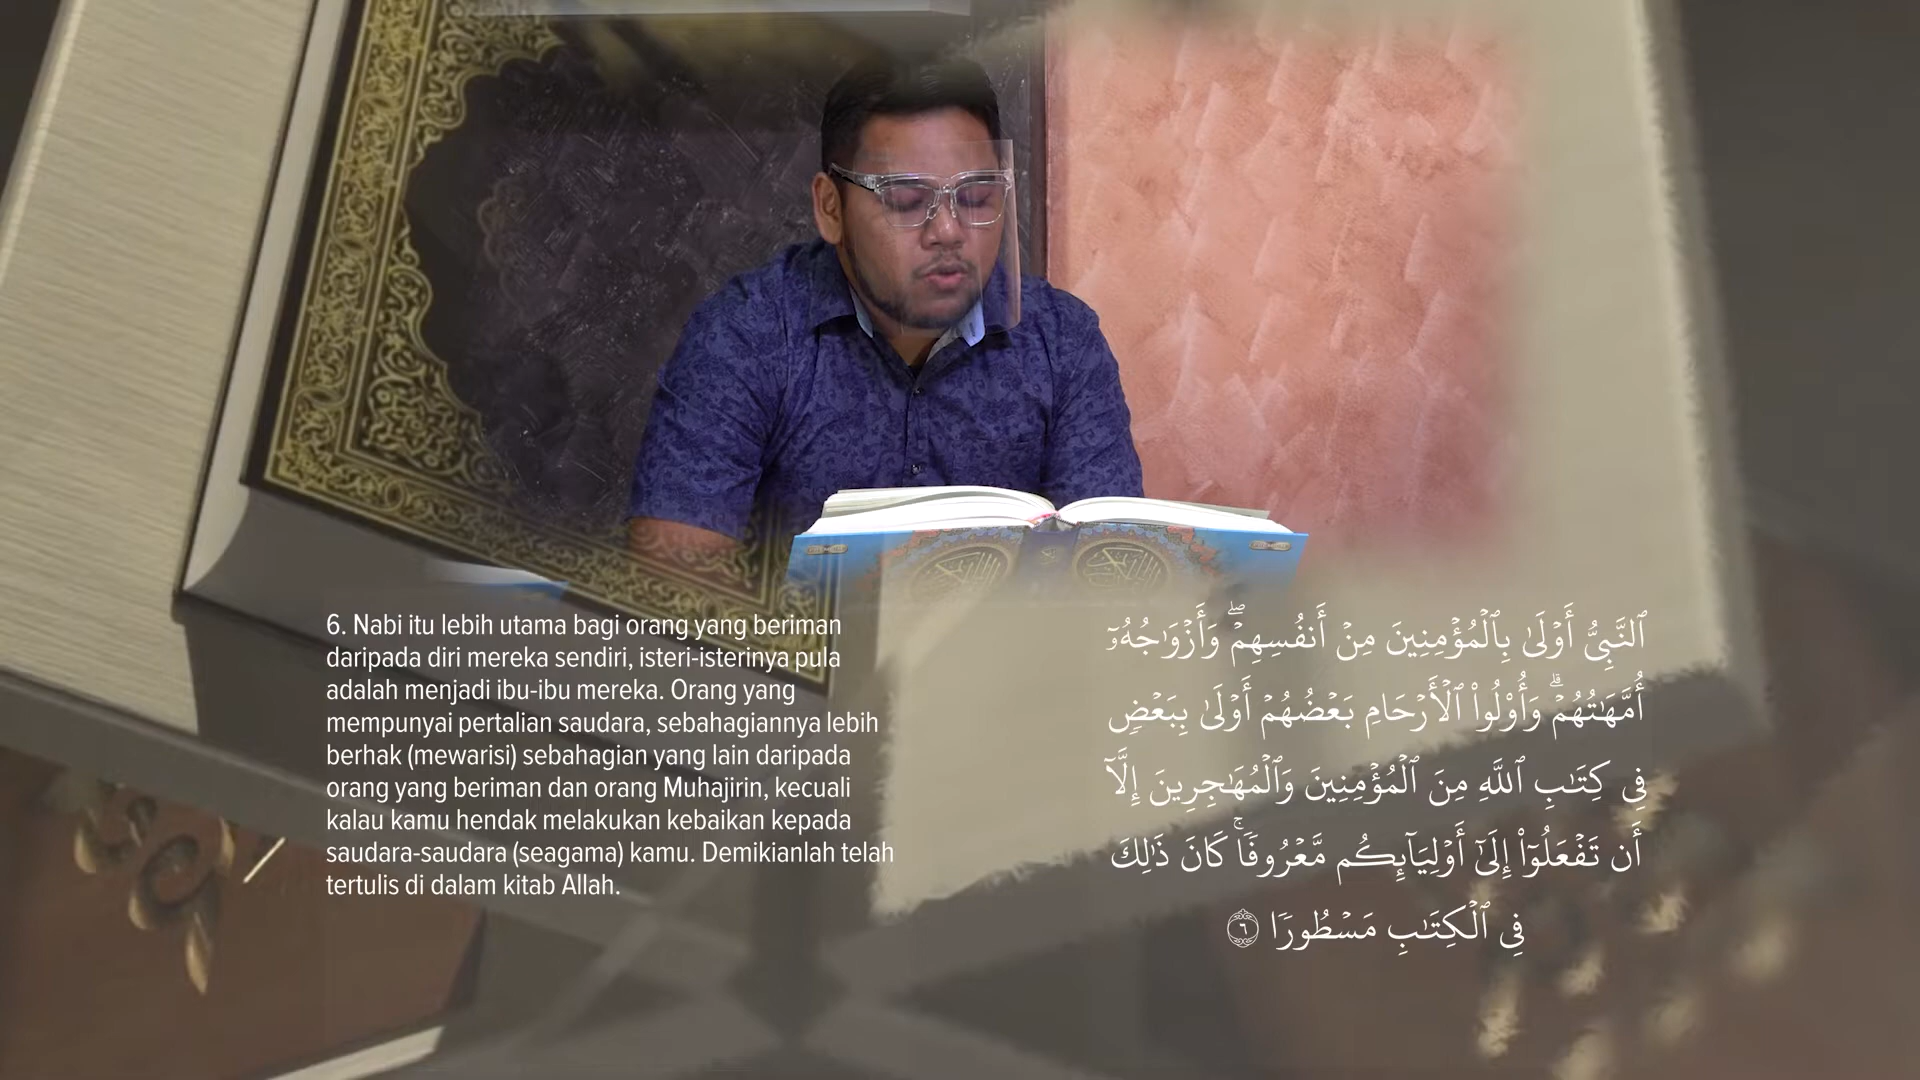 6. Nabi itu lebih utama bagi orang yang beriman
daripada diri mereka sendiri, isteri-isterinya pula
adalah menjadi ibu-ibu mereka. Orang yang
mempunyai pertalian saudara, sebahagiannya lebih
berhak (mewarisi) sebahagian yang lain daripada
orang yang beriman dan orang Muhajirin, kecuali
kalau kamu hendak melakukan kebaikan kepada
saudara-saudara (seagama) kamu. Demikianlah telah
tertulis di dalam kitab Allah.
ٱلنَّبِىُّ أَوۡلَىٰ بِٱلۡمُؤۡمِنِينَ مِنۡ أَنفُسِهِمۡۖ وَأَزۡوَٰجُهُۥٓ
أُمَّهَـٰتُهُمۡۗ وَأُوْلُواْ ٱلۡأَرۡحَامِ بَعۡضُهُمۡ أَوۡلَىٰ بِبَعۡضٖ
فِى كِتَـٰبِ ٱللَّهِ مِنَ ٱلۡمُؤۡمِنِينَ وَٱلۡمُهَـٰجِرِينَ إِلَّآ
أَن تَفۡعَلُوٓاْ إِلَىٰٓ أَوۡلِيَآئِكُم مَّعۡرُوفٗاۚ كَانَ ذَٰلِكَ
فِى ٱلۡكِتَـٰبِ مَسۡطُورٗا ٦